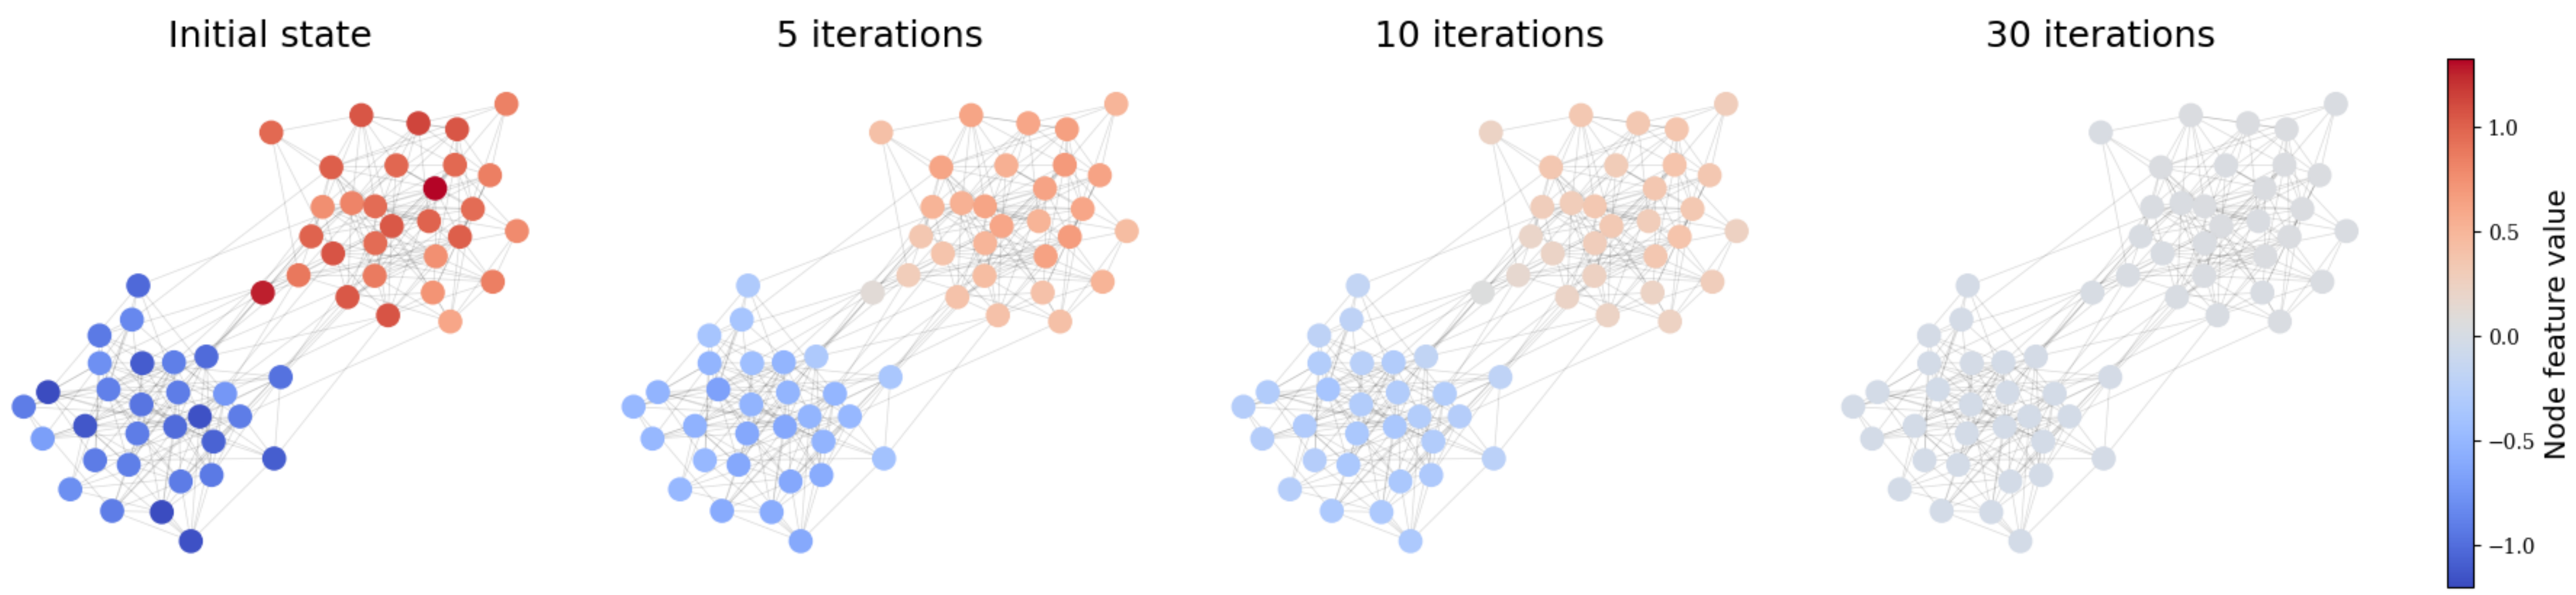 Initial state
5 iterations
10 iterations
30 iterations
1.0
0.5
0.0
−0.5
−1.0
Node feature value